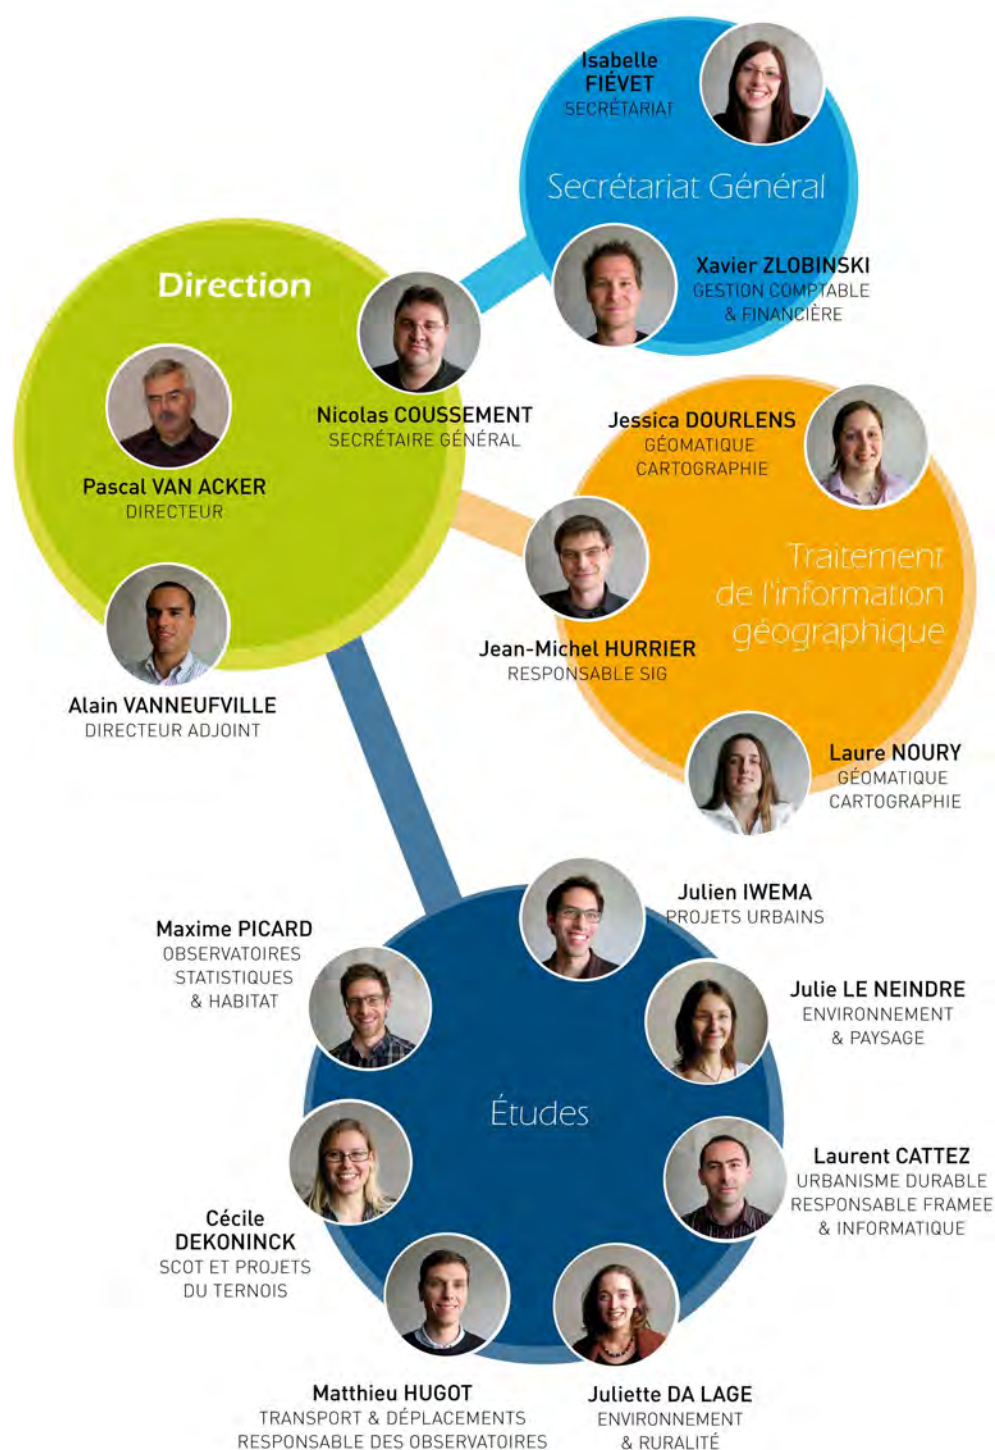 Isabelle
FIÉVET
SECRÉTARIAT
Secrétariat Général
Xavier ZLOBINSKI
GESTION COMPTABLE
& FINANCIÈRE
Direction
Nicolas COUSSEMENT
SECRÉTAIRE GÉNÉRAL
Pascal VAN ACKER
DIRECTEUR
Alain VANNEUFVILLE
DIRECTEUR ADJOINT
Jessica DOURLENS
GÉOMATIQUE
CARTOGRAPHIE
Traitement
de l'information
géographique
Jean-Michel HURRIER
RESPONSABLE SIG
Laure NOURY
GÉOMATIQUE
CARTOGRAPHIE
Julien IWEMA
PROJETS URBAINS
Maxime PICARD
OBSERVATOIRES
STATISTIQUES
& HABITAT
Julie LE NEINDRE
ENVIRONNEMENT
& PAYSAGE
Études
Laurent CATTEZ
URBANISME DURABLE
RESPONSABLE FRAMEE
& INFORMATIQUE
Cécile
DEKONINCK
SCOT ET PROJETS
DU TERNOIS
Matthieu HUGOT
TRANSPORT & DÉPLACEMENTS
RESPONSABLE DES OBSERVATOIRES
Juliette DA LAGE
ENVIRONNEMENT
& RURALITÉ